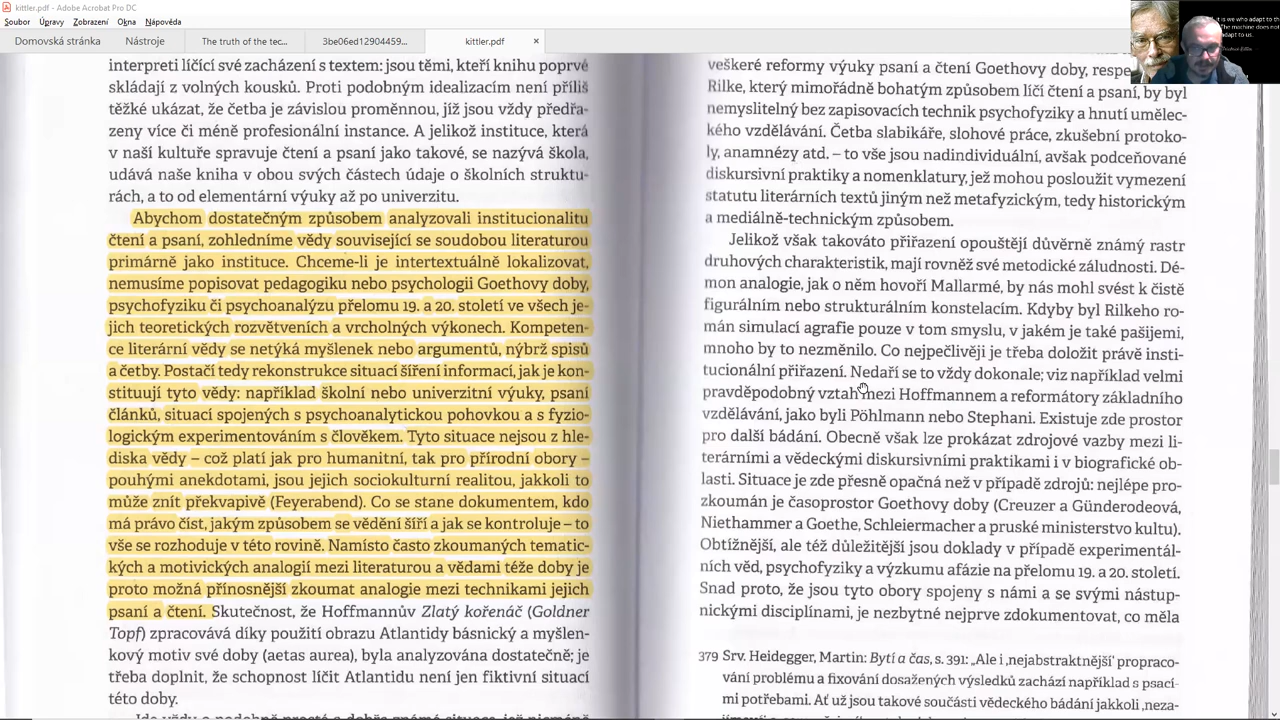 kittler.pdf - Adobe Acrobat Pro DC
Soubor Úpravy Zobrazení Okna Nápověda
Domovská stránka Nástroje The truth of the tec... 3be06ed12904459... kittler.pdf
it is we who adapt to th
The machine does not
adapt to us.
interpreti líčící své zacházení s textem: jsou těmi, kteří knihu poprvé
skládají z volných kousků. Proti podobným idealizacím není příliš
těžké ukázat, že četba je závislou proměnnou, jíž jsou vždy předřa-
zeny více či méně profesionální instance. A jelikož instituce, která
v naší kultuře spravuje čtení a psaní jako takové, se nazývá škola,
udává naše kniha v obou svých částech údaje o školních struktu-
rách, a to od elementární výuky až po univerzitu.
Abychom dostatečným způsobem analyzovali institucionalitu
čtení a psaní, zohledníme vědy související se soudobou literaturou
primárně jako instituce. Chceme-li je intertextuálně lokalizovat,
nemusíme popisovat pedagogiku nebo psychologii Goethovy doby,
psychofyziku či psychoanalýzu přelomu 19. a 20. století ve všech je-
jich teoretických rozvětveních a vrcholných výkonech. Kompeten-
ce literární vědy se netýká myšlenek nebo argumentů, nýbrž spisů
a četby. Postačí tedy rekonstrukce situací šíření informací, jak je kon-
stituují tyto vědy: například školní nebo univerzitní výuky, psaní
článků, situací spojených s psychoanalytickou pohovkou a s fyzio-
logickým experimentováním s člověkem. Tyto situace nejsou z hle-
diska vědy – což platí jak pro humanitní, tak pro přírodní obory –
pouhými anekdotami, jsou jejich sociokulturní realitou, jakkoli to
může znít překvapivě (Feyerabend). Co se stane dokumentem, kdo
má právo číst, jakým způsobem se vědění šíří a jak se kontroluje – to
vše se rozhoduje v této rovině. Namísto často zkoumaných tematic-
kých a motivických analogií mezi literaturou a vědami téže doby je
proto možná přínosnější zkoumat analogie mezi technikami jejich
psaní a čtení. Skutečnost, že Hoffmannův Zlatý kořenáč (Goldner
Topf) zpracovává díky použití obrazu Atlantidy básnický a myšlen-
kový motiv své doby (aetas aurea), byla analyzována dostatečně; je
třeba doplnit, že schopnost líčit Atlantidu není jen fiktivní situací
této doby.
veškeré reformy výuky psaní a čtení Goethovy doby, respe
Rilke, který mimořádně bohatým způsobem líčí čtení a psaní, by byl
nemyslitelný bez zapisovacích technik psychofyziky a hnutí umělec-
kého vzdělávání. Četba slabikáře, slohové práce, zkušební protoko-
ly, anamnézy atd. – to vše jsou nadindividuální, avšak podceňované
diskursivní praktiky a nomenklatury, jež mohou posloužit vymezení
statutu literárních textů jiným než metafyzickým, tedy historickým
a mediálně-technickým způsobem.
Jelikož však takováto přiřazení opouštějí důvěrně známý rastr
druhových charakteristik, mají rovněž své metodické záludnosti. Dé-
mon analogie, jak o něm hovoří Mallarmé, by nás mohl svést k čistě
figurálním nebo strukturálním konstelacím. Kdyby byl Rilkeho ro-
mán simulací agrafie pouze v tom smyslu, v jakém je také pašijemi,
mnoho by to nezměnilo. Co nejpečlivěji je třeba doložit právě insti-
tucionální přiřazení. Nedaří se to vždy dokonale; viz například velmi
pravděpodobný vztah mezi Hoffmannem a reformátory základního
vzdělávání, jako byli Pöhlmann nebo Stephani. Existuje zde prostor
pro další bádání. Obecně však lze prokázat zdrojové vazby mezi li-
terárními a vědeckými diskursivními praktikami i v biografické ob-
lasti. Situace je zde přesně opačná než v případě zdrojů: nejlépe pro-
zkoumán je časoprostor Goethovy doby (Creuzer a Günderodeová,
Niethammer a Goethe, Schleiermacher a pruské ministerstvo kultu).
Obtížnější, ale též důležitější jsou doklady v případě experimentál-
ních věd, psychofyziky a výzkumu afázie na přelomu 19. a 20. století.
Snad proto, že jsou tyto obory spojeny s námi a se svými nástup-
nickými disciplínami, je nezbytné nejprve zdokumentovat, co měla
379 Srv. Heidegger, Martin: Bytí a čas, s. 391: „Ale i ‚nejabstraktnější‘ propraco-
vání problému a fixování dosažených výsledků zachází například s psací-
mi potřebami. Ať už jsou takové součásti vědeckého bádání jakkoli ‚neza-